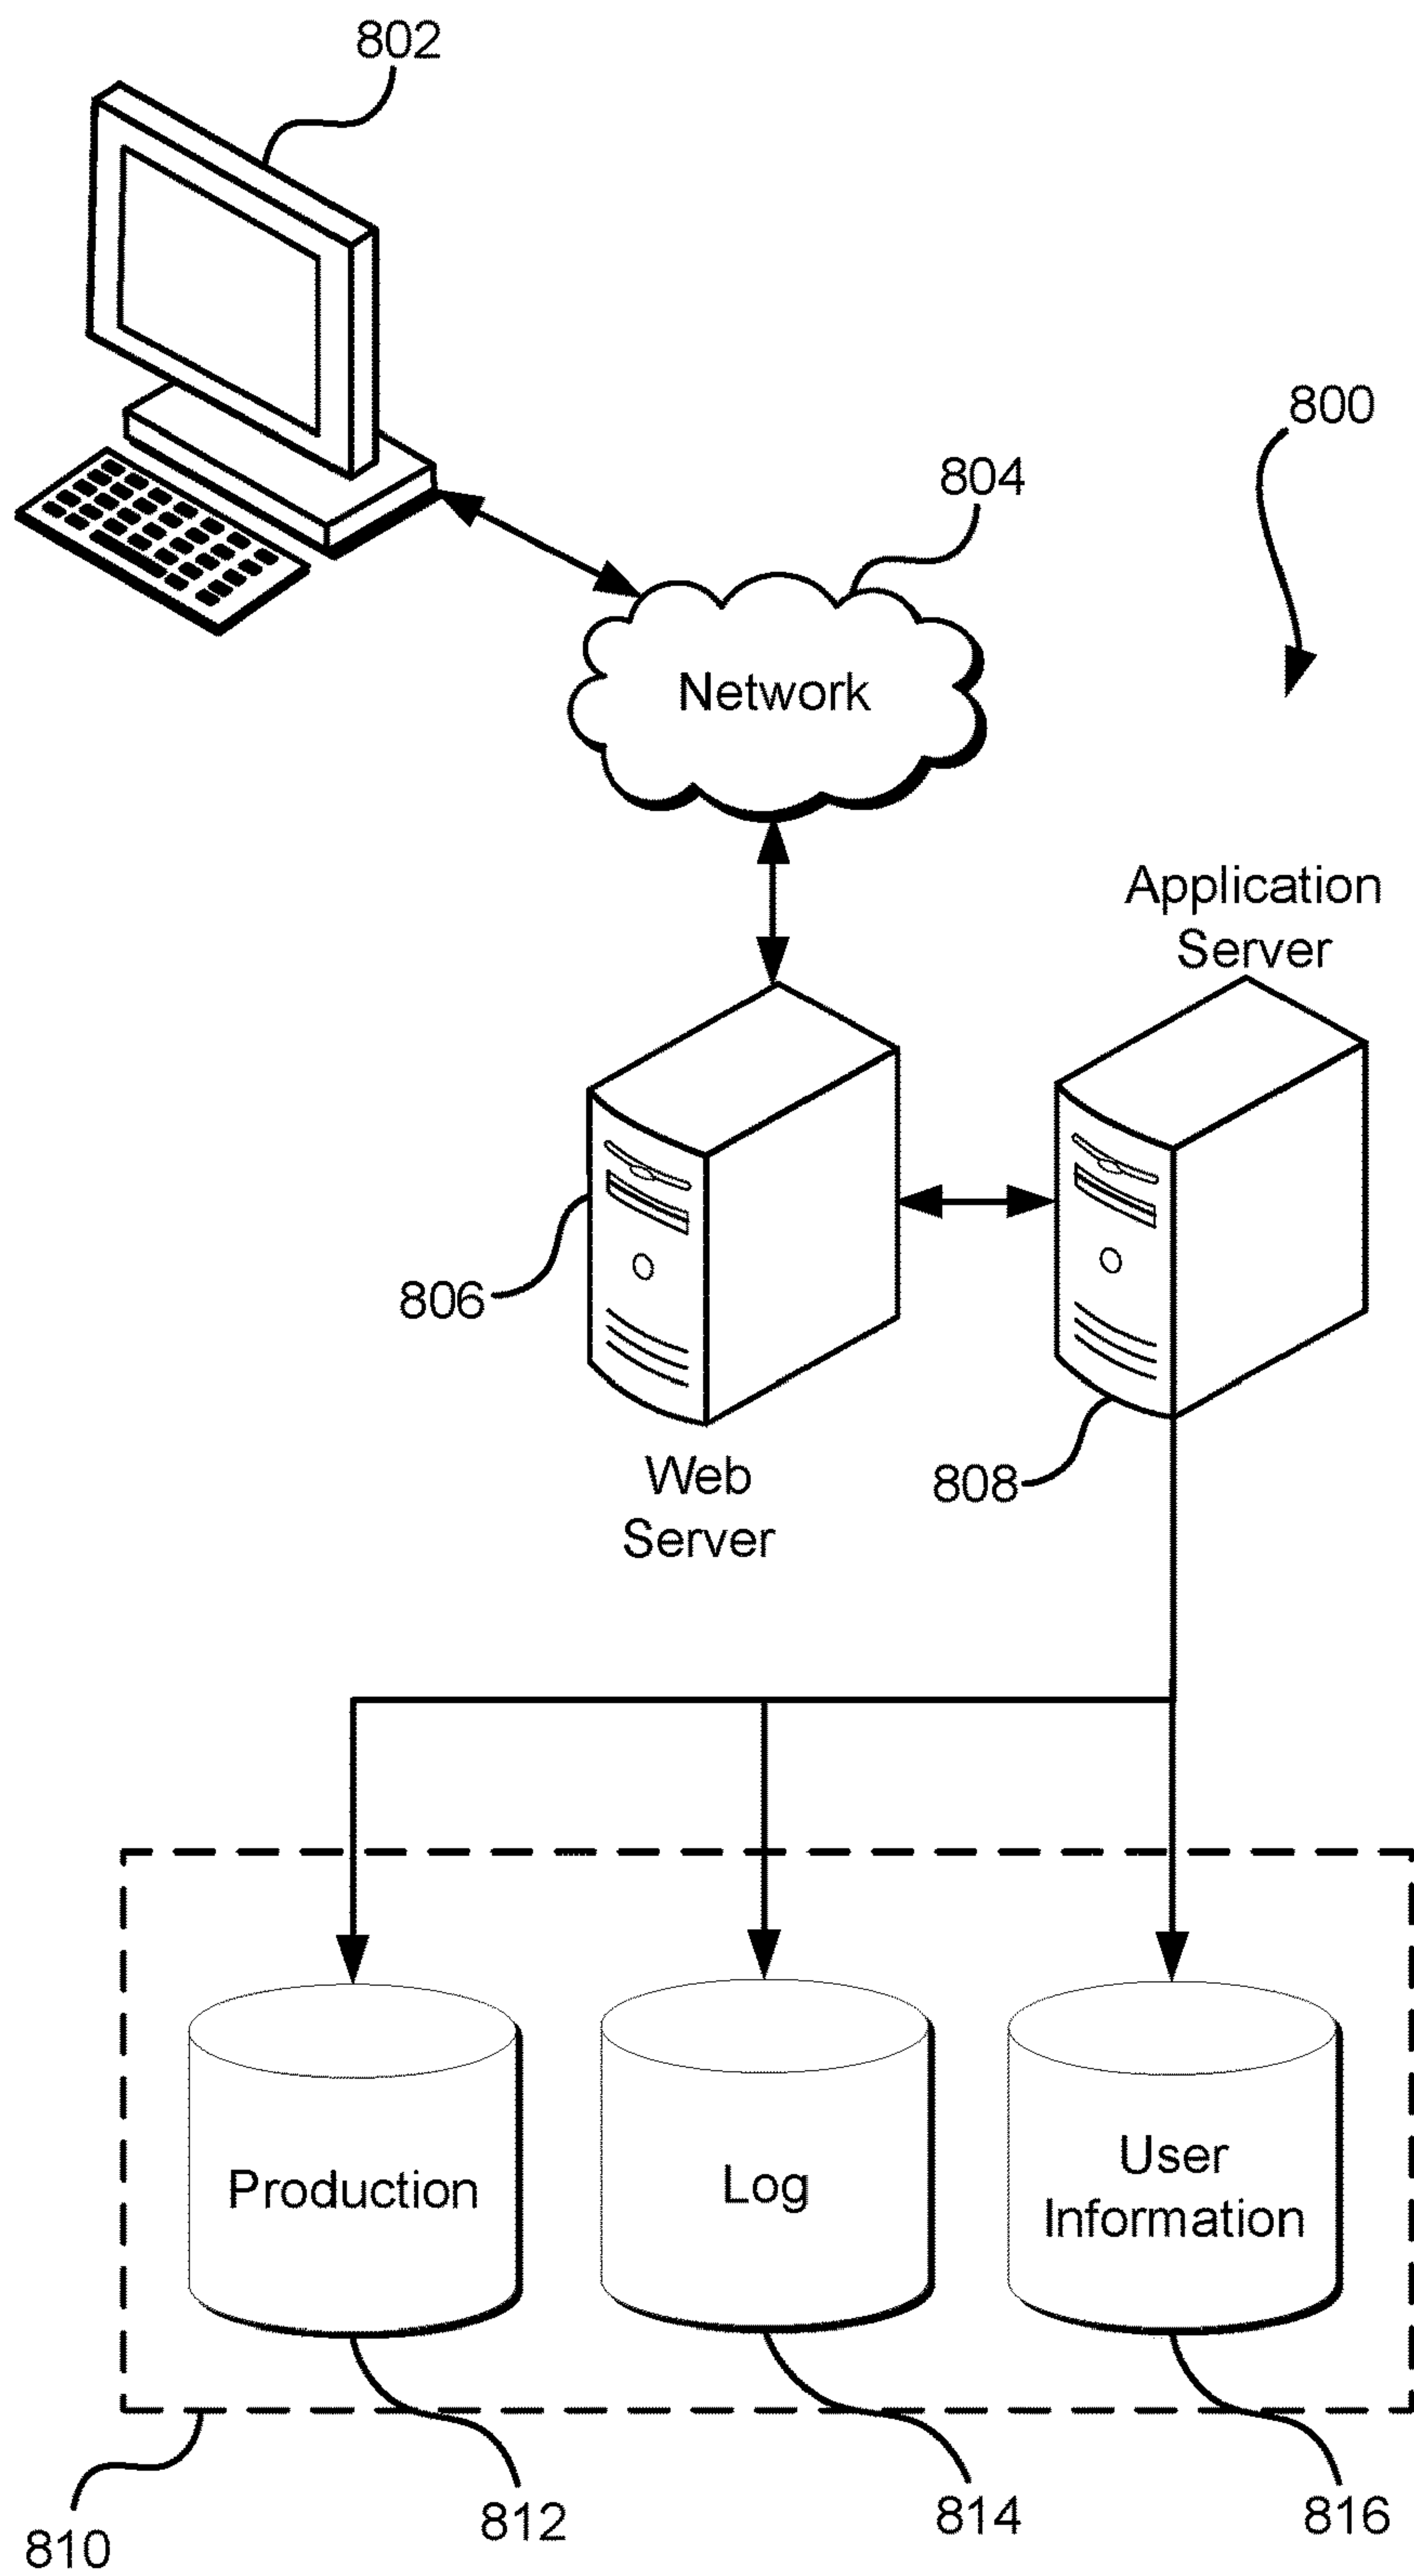 802
800
804
Network
Application
Server
806
808
Web
Server
Production
Log
User
Information
810
812
814
816